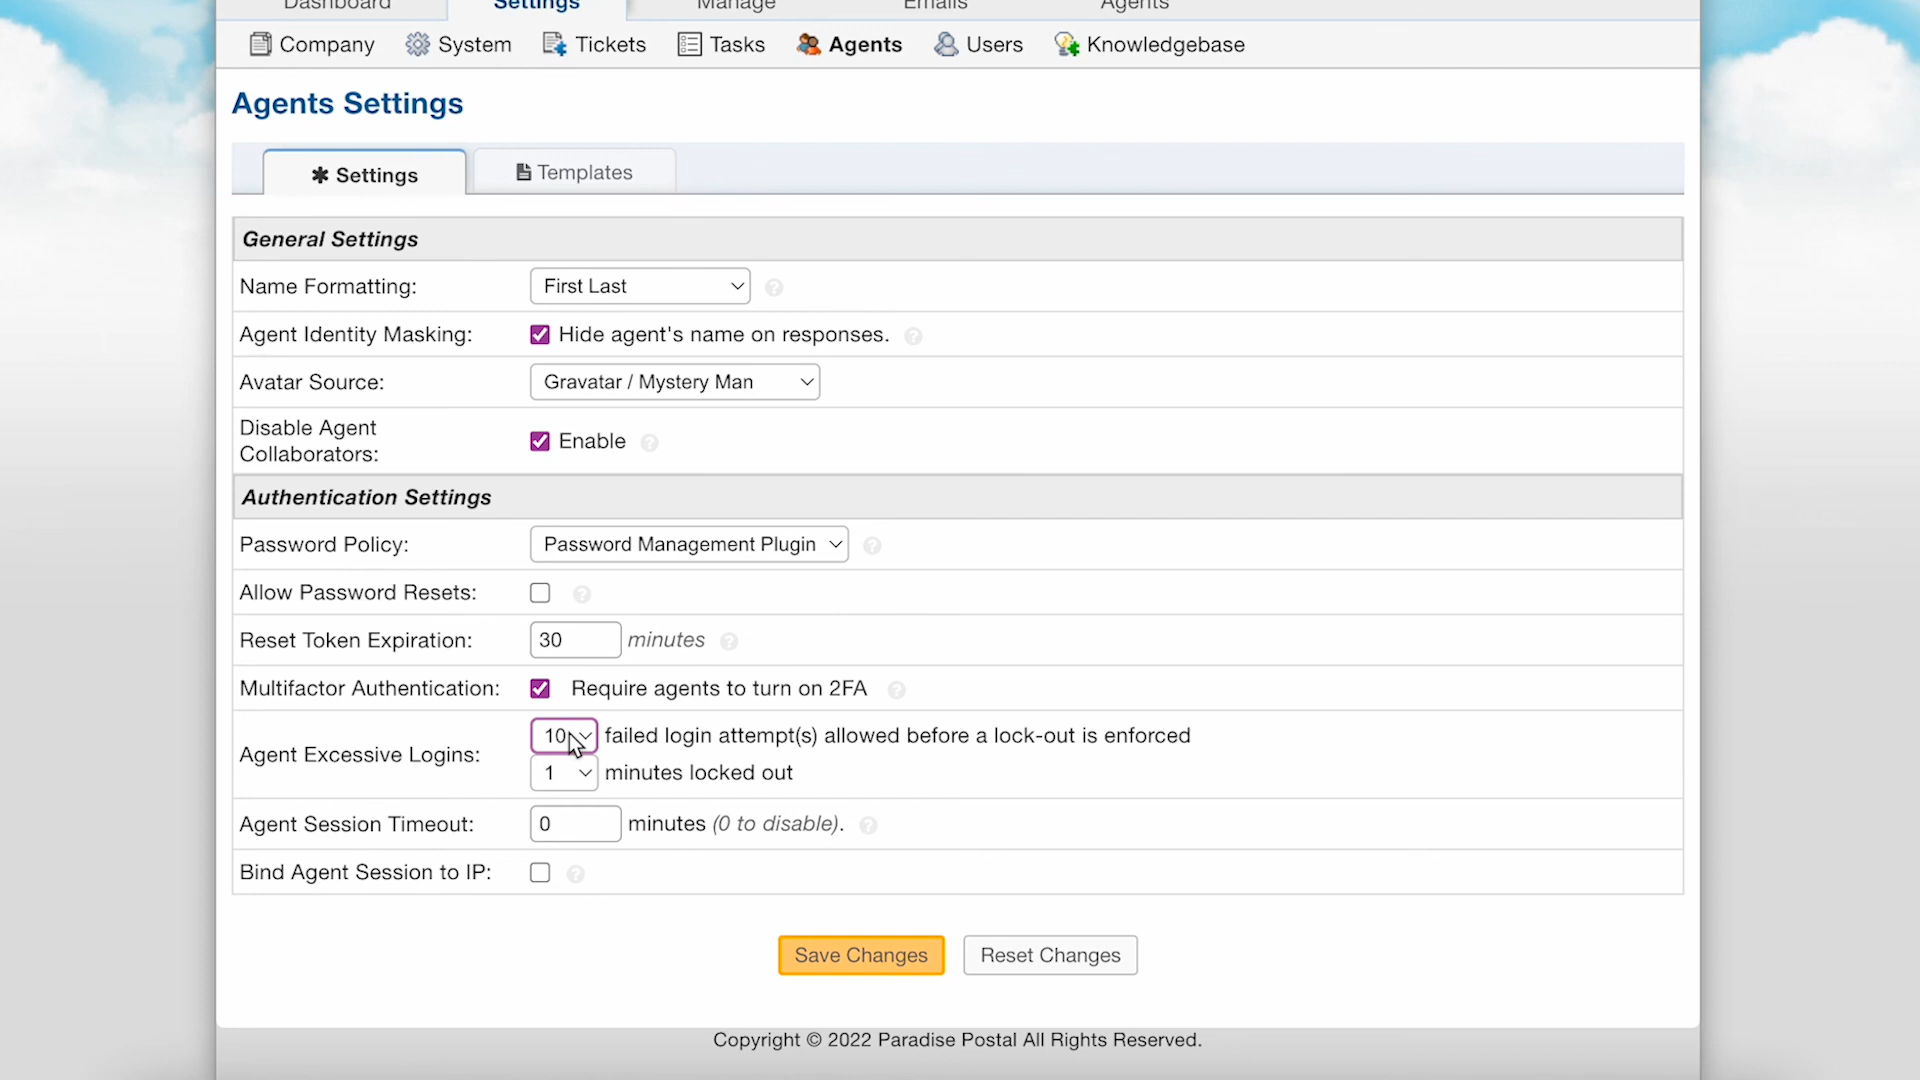 Dashboard Settings Manage Emails Agents
Company System Tickets Tasks Agents Users Knowledgebase
Agents Settings
Settings Templates
General Settings
Name Formatting: First Last
Agent Identity Masking: Hide agent's name on responses.
Avatar Source: Gravatar / Mystery Man
Disable Agent
Collaborators:
Enable
Authentication Settings
Password Policy: Password Management Plugin
Allow Password Resets:
Reset Token Expiration: 30 minutes
Multifactor Authentication: Require agents to turn on 2FA
Agent Excessive Logins:
10 failed login attempt(s) allowed before a lock-out is enforced
1 minutes locked out
Agent Session Timeout: 0 minutes (0 to disable).
Bind Agent Session to IP:
Save Changes Reset Changes
Copyright © 2022 Paradise Postal All Rights Reserved.